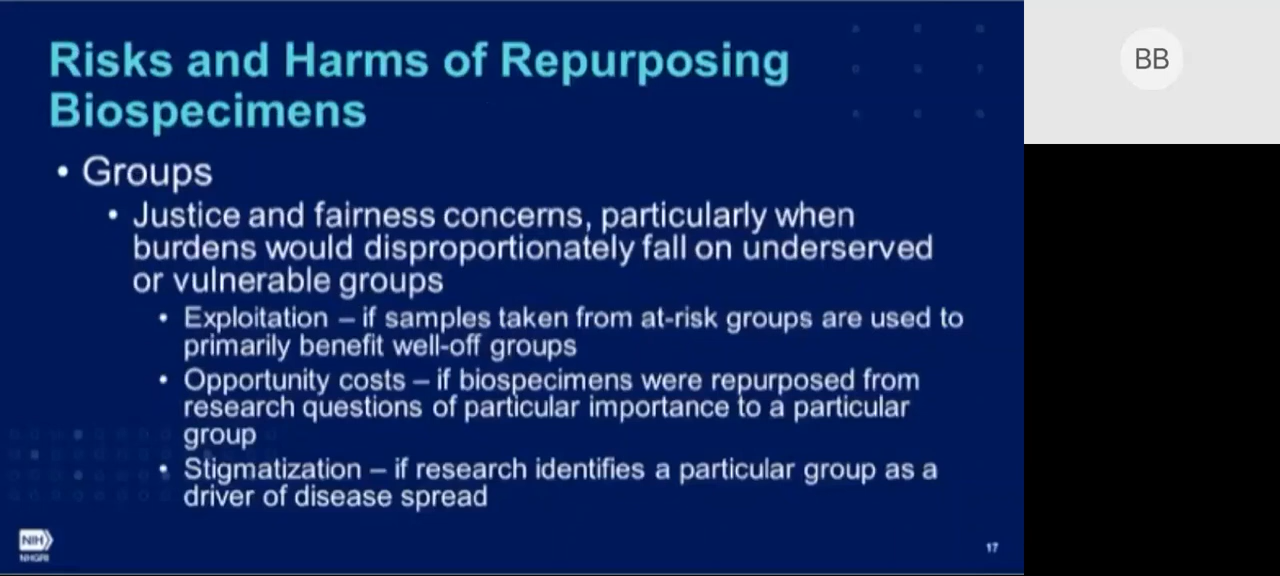 Risks and Harms of Repurposing
Biospecimens
BB
• Groups
• Justice and fairness concerns, particularly when
burdens would disproportionately fall on underserved
or vulnerable groups
• Exploitation – if samples taken from at-risk groups are used to
primarily benefit well-off groups
• Opportunity costs – if biospecimens were repurposed from
research questions of particular importance to a particular
group
• Stigmatization – if research identifies a particular group as a
driver of disease spread
NIH
NHGRI
17